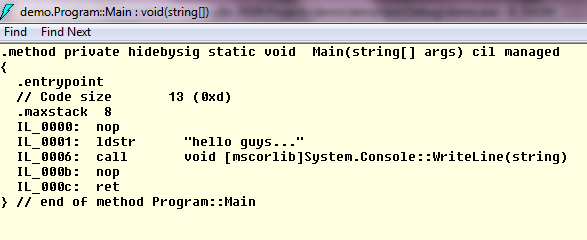 demo.Program::Main : void(string[])
Find Find Next
.method private hidebysig static void  Main(string[] args) cil managed
{
  .entrypoint
  // Code size       13 (0xd)
  .maxstack  8
  IL_0000:  nop
  IL_0001:  ldstr      "hello guys..."
  IL_0006:  call       void [mscorlib]System.Console::WriteLine(string)
  IL_000b:  nop
  IL_000c:  ret
} // end of method Program::Main